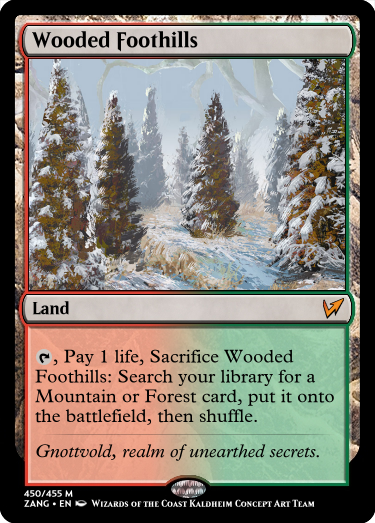 Wooded Foothills
Land
, Pay 1 life, Sacrifice Wooded
Foothills: Search your library for a
Mountain or Forest card, put it onto
the battlefield, then shuffle.
Gnottvold, realm of unearthed secrets.
450/455 M
ZANG • EN Wizards of the Coast Kaldheim Concept Art Team